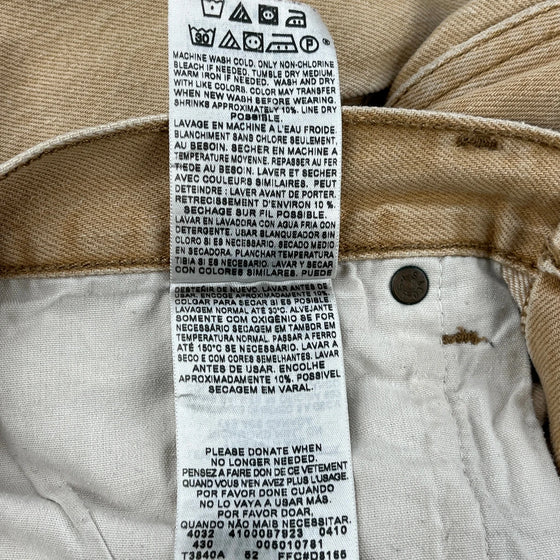 30
P
MACHINE WASH COLD. ONLY NON-CHLORINE
BLEACH IF NEEDED. TUMBLE DRY MEDIUM.
WARM IRON IF NEEDED. WASH AND DRY
WITH LIKE COLORS. COLOR MAY TRANSFER
WHEN NEW WASH BEFORE WEARING.
SHRINKS APPROXIMATELY 10%. LINE DRY
POSSIBLE.
LAVAGE EN MACHINE A L'EAU FROIDE.
BLANCHIMENT SANS CHLORE SEULEMENT,
AU BESOIN. SECHER EN MACHINE A
TEMPERATURE MOYENNE. REPASSER AU FER
TIEDE AU BESOIN. LAVER ET SECHER
AVEC COULEURS SIMILAIRES. PEUT
DETEINDRE : LAVER AVANT DE PORTER.
RETRECISSEMENT D'ENVIRON 10 %.
SECHAGE SUR FIL POSSIBLE.
LAVAR EN LAVADORA CON AGUA FRIA CON
DETERGENTE. USAR BLANQUEADOR SIN
CLORO SI ES NECESARIO. SECADO MEDIO
EN SECADORA. PLANCHAR TEMPERATURA
TIBIA SI ES NECESARIO. LAVAR Y SECAR
CON COLORES SIMILARES. PUEDE
DESTEÑIR DE NUEVO. LAVAR ANTES DE
USAR. ENCOGE APROXIMADAMENTE 10%
COLGAR PARA SECAR SI ES POSIBLE
LAVAGEM NORMAL ATÉ 30°C. ALVEJANTE
SOMENTE COM OXIGÊNIO SE FOR
NECESSÁRIO SECAGEM EM TAMBOR EM
TEMPERATURA NORMAL. PASSAR A FERRO
ATÉ 150°C SE NECESSÁRIO. LAVAR A
SECO E COM CORES SEMELHANTES. LAVAR
ANTES DE USAR. ENCOLHE
APROXIMADAMENTE 10%. POSSIVEL
SECAGEM EM VARAL.
PLEASE DONATE WHEN
NO LONGER NEEDED.
PENSEZ A FAIRE DON DE CET VÊTEMENT
QUAND VOUS N'EN AVEZ PLUS L'USAGE.
POR FAVOR DONE CUANDO
NO LO VAYA A USAR MÁS.
POR FAVOR DOAR,
QUANDO NÃO MAIS NECESSITAR.
4032 4100087923 0410
430 005010781
T3840A 52 FFC#D8165